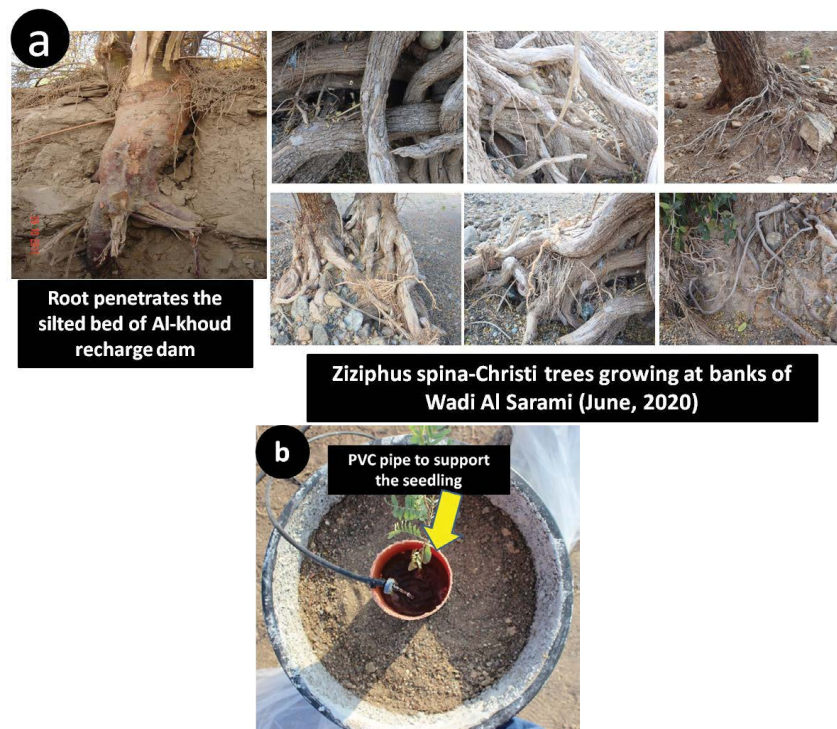 a
Root penetrates the
silted bed of Al-khoud
recharge dam
Ziziphus spina-Christi trees growing at banks of
Wadi Al Sarami (June, 2020)
b
PVC pipe to support
the seedling